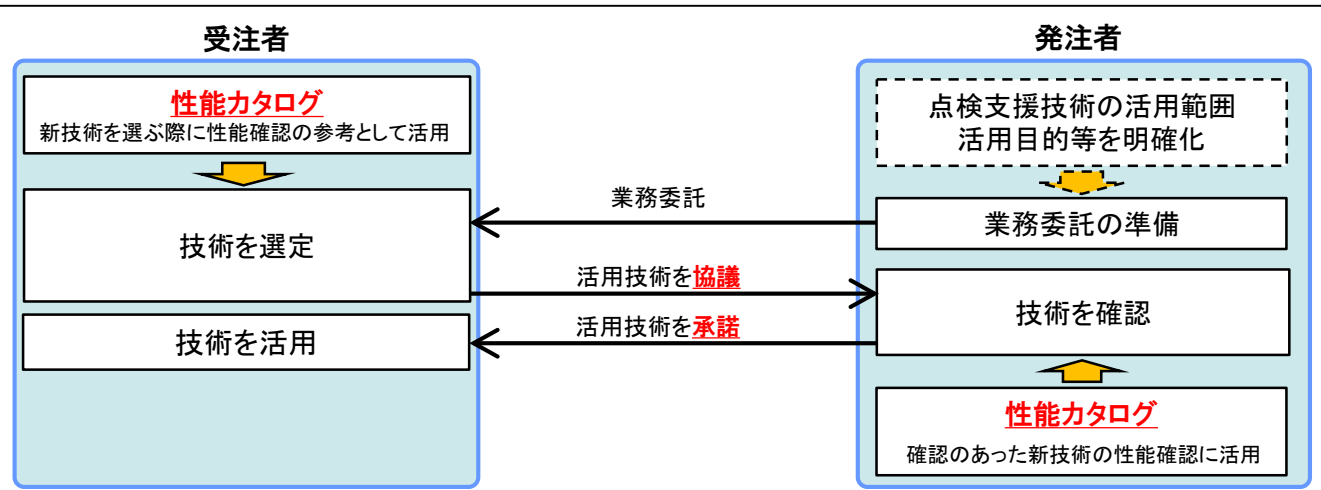 受注者
性能カタログ
新技術を選ぶ際に性能確認の参考として活用
技術を選定
技術を活用
業務委託
活用技術を協議
活用技術を承諾
発注者
点検支援技術の活用範囲
活用目的等を明確化
業務委託の準備
技術を確認
性能カタログ
確認のあった新技術の性能確認に活用